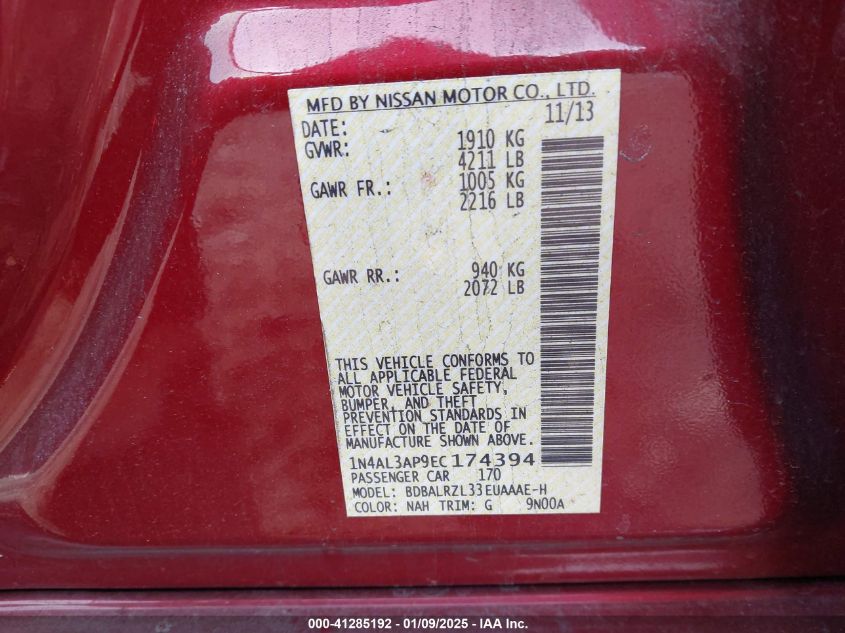 MFD BY NISSAN MOTOR CO., LTD.
DATE: 11/13
GVWR: 1910 KG
4211 LB
GAWR FR.: 1005 KG
2216 LB
GAWR RR.: 940 KG
2072 LB
THIS VEHICLE CONFORMS TO
ALL APPLICABLE FEDERAL
MOTOR VEHICLE SAFETY,
BUMPER, AND THEFT
PREVENTION STANDARDS IN
EFFECT ON THE DATE OF
MANUFACTURE SHOWN ABOVE.
1N4AL3AP9EC174394
PASSENGER CAR 170
MODEL: BDBALRZL33EUAAAE-H
COLOR: NAH TRIM: G 9N00A
000-41285192 - 01/09/2025 - IAA Inc.